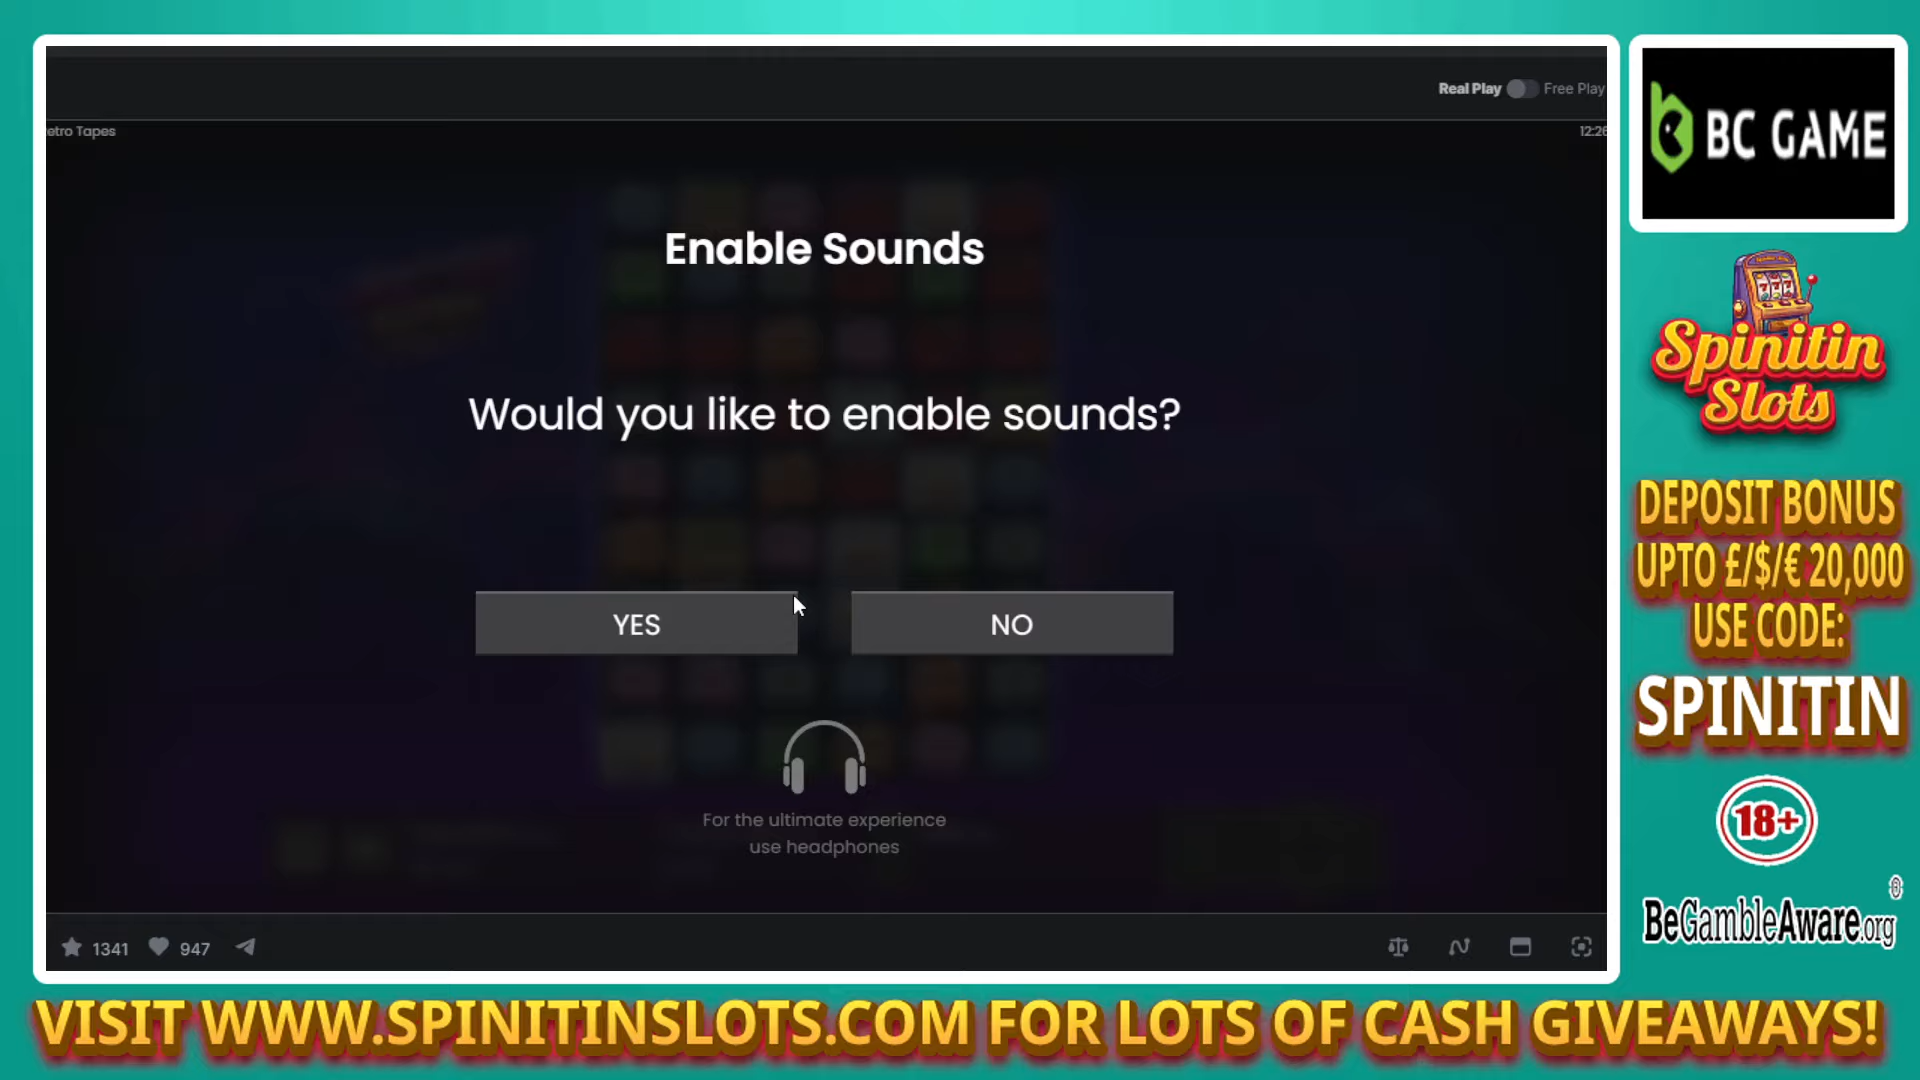 Real Play Free Play
etro Tapes
12:26
Enable Sounds
Would you like to enable sounds?
YES
NO
For the ultimate experience
use headphones
1341
947
BC GAME
Spinitin
Slots
DEPOSIT BONUS
UPTO £/$/€ 20,000
USE CODE:
SPINITIN
18+
BeGambleAware.org
®
VISIT WWW.SPINITINSLOTS.COM FOR LOTS OF CASH GIVEAWAYS!